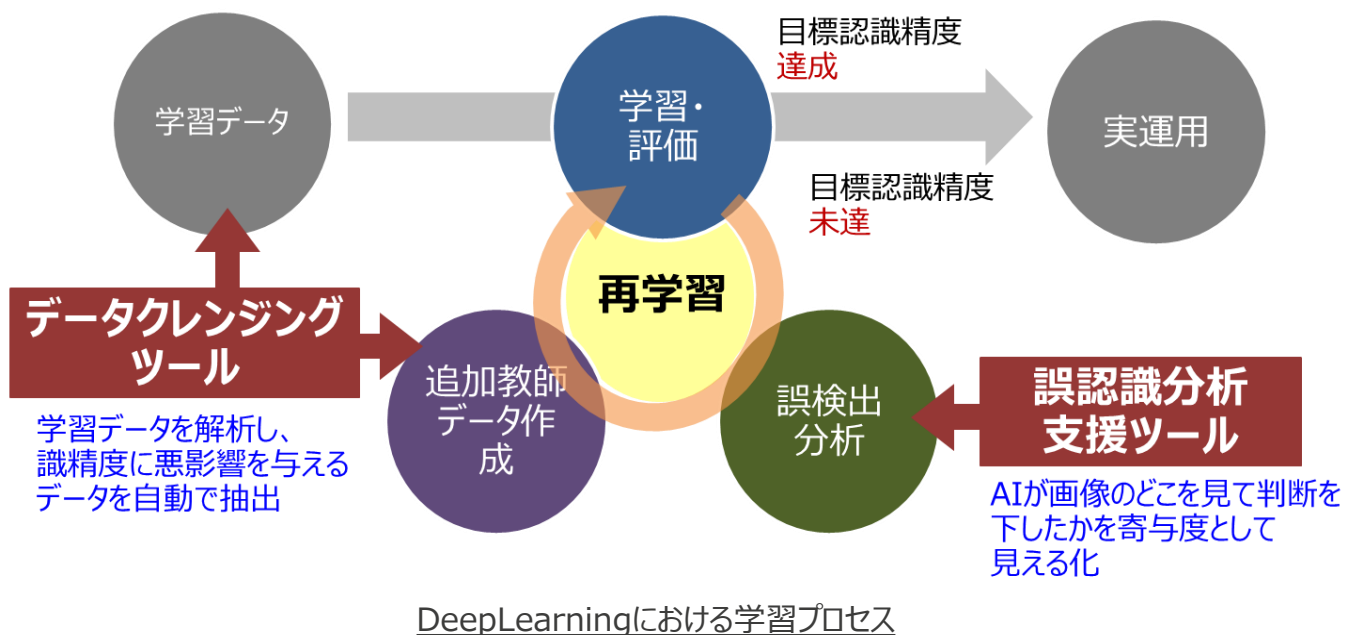 学習データ
学習・
評価
目標認識精度
達成
実運用
目標認識精度
未達
再学習
データクレンジング
ツール
学習データを解析し、
識精度に悪影響を与える
データを自動で抽出
追加教師
データ作
成
誤検出
分析
誤認識分析
支援ツール
AIが画像のどこを見て判断を
下したかを寄与度として
見える化
DeepLearningにおける学習プロセス